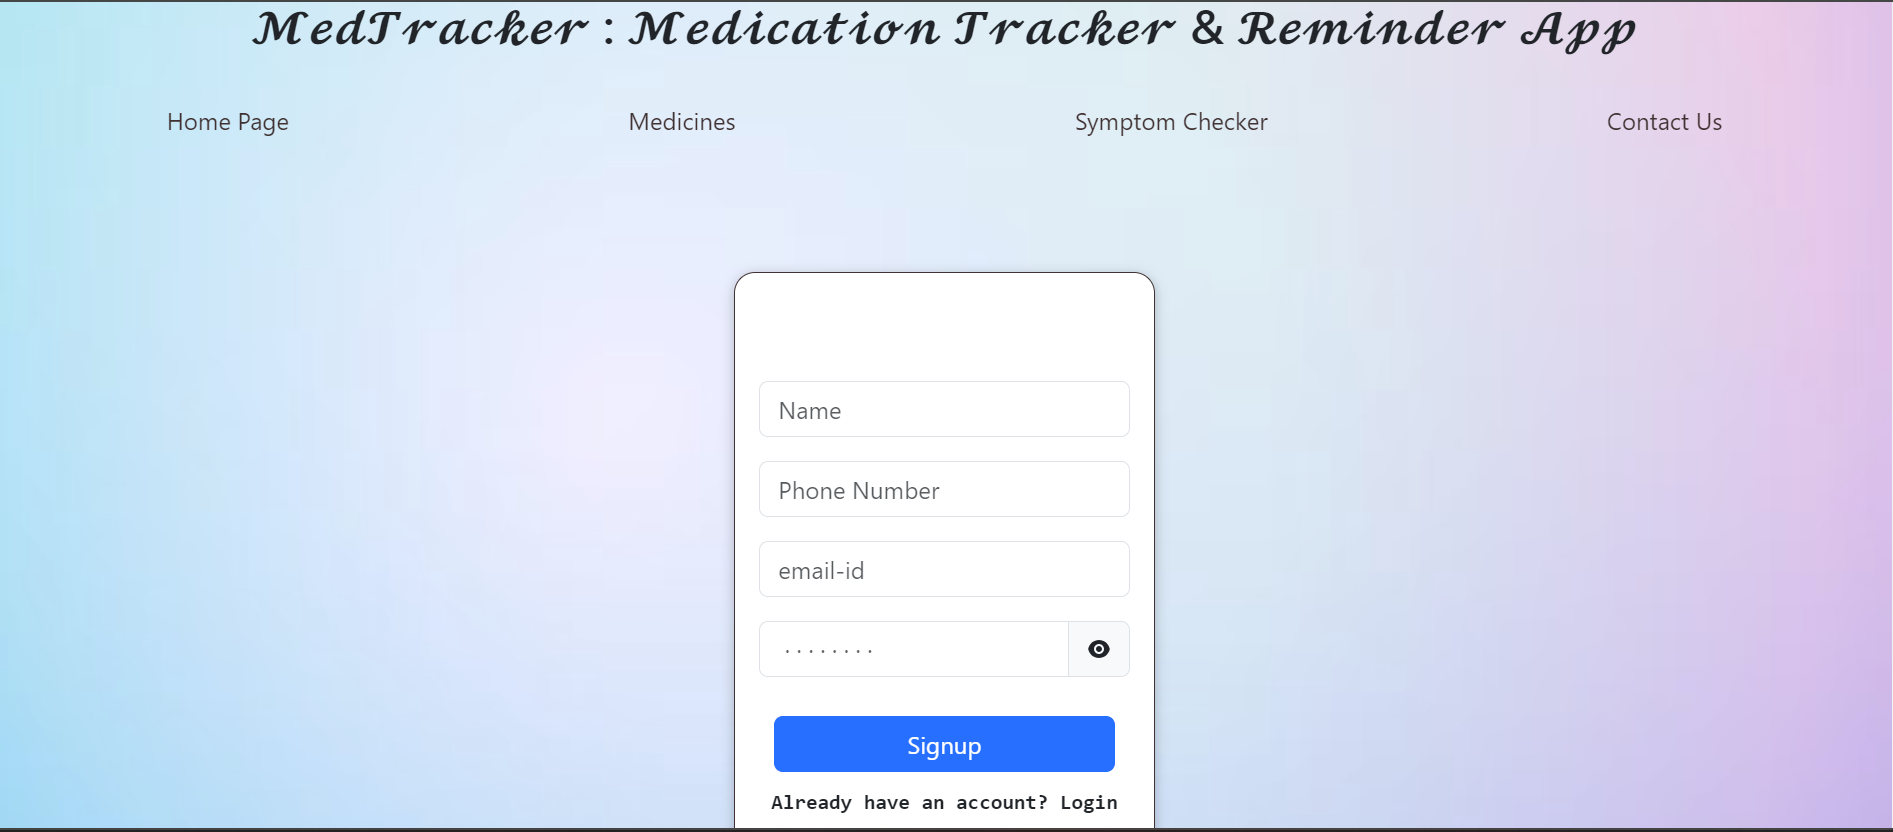 MedTracker : Medication Tracker & Reminder App
Home Page Medicines Symptom Checker Contact Us
Name
Phone Number
email-id
········
Signup
Already have an account? Login